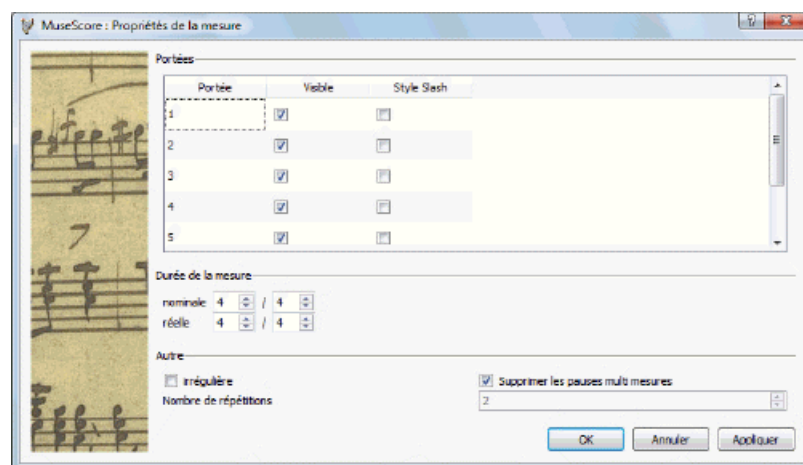 MuseScore : Propriétés de la mesure
Portées
Portée Visible Style Slash
1
2
3
4
5
Durée de la mesure
nominale 4 / 4
réelle 4 / 4
Autre
irrégulière Supprimer les pauses multi mesures
Nombre de répétitions 2
OK Annuler Appliquer
7